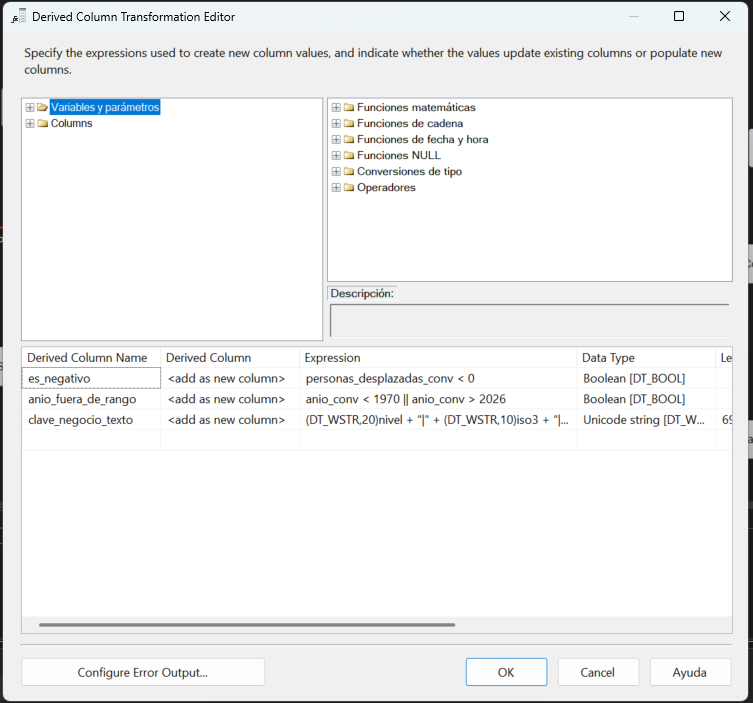 Derived Column Transformation Editor
Specify the expressions used to create new column values, and indicate whether the values update existing columns or populate new
columns.
Variables y parámetros
Columns
Funciones matemáticas
Funciones de cadena
Funciones de fecha y hora
Funciones NULL
Conversiones de tipo
Operadores
Descripción:
Derived Column Name Derived Column Expression Data Type Le
es_negativo <add as new column> personas_desplazadas_conv < 0 Boolean [DT_BOOL]
anio_fuera_de_rango <add as new column> anio_conv < 1970 || anio_conv > 2026 Boolean [DT_BOOL]
clave_negocio_texto <add as new column> (DT_WSTR,20)nivel + "|" + (DT_WSTR,10)iso3 + "|... Unicode string [DT_W... 69
Configure Error Output... OK Cancel Ayuda